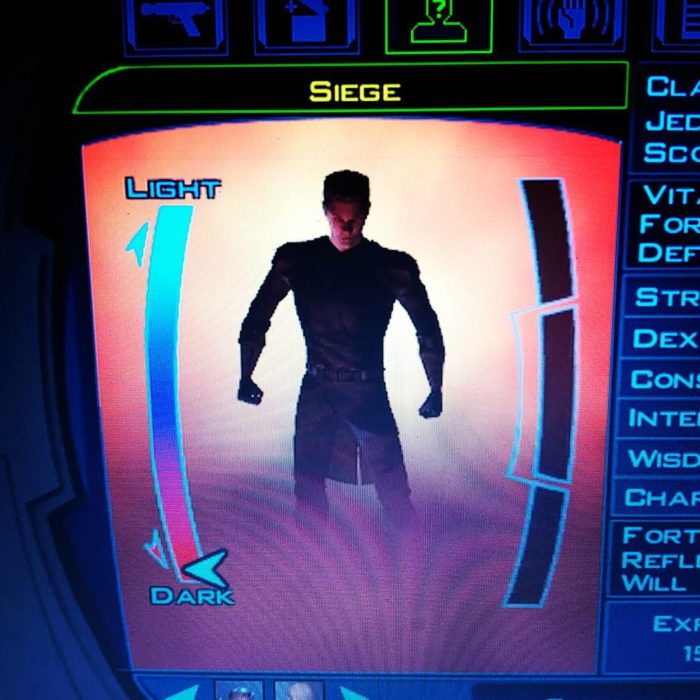 ?
SIEGE
LIGHT
DARK
CLA
JED
SCO
VIT
FOR
DEF
STR
DEX
CONS
INTE
WISD
CHAR
FORT
REFLE
WILL
EXP
15